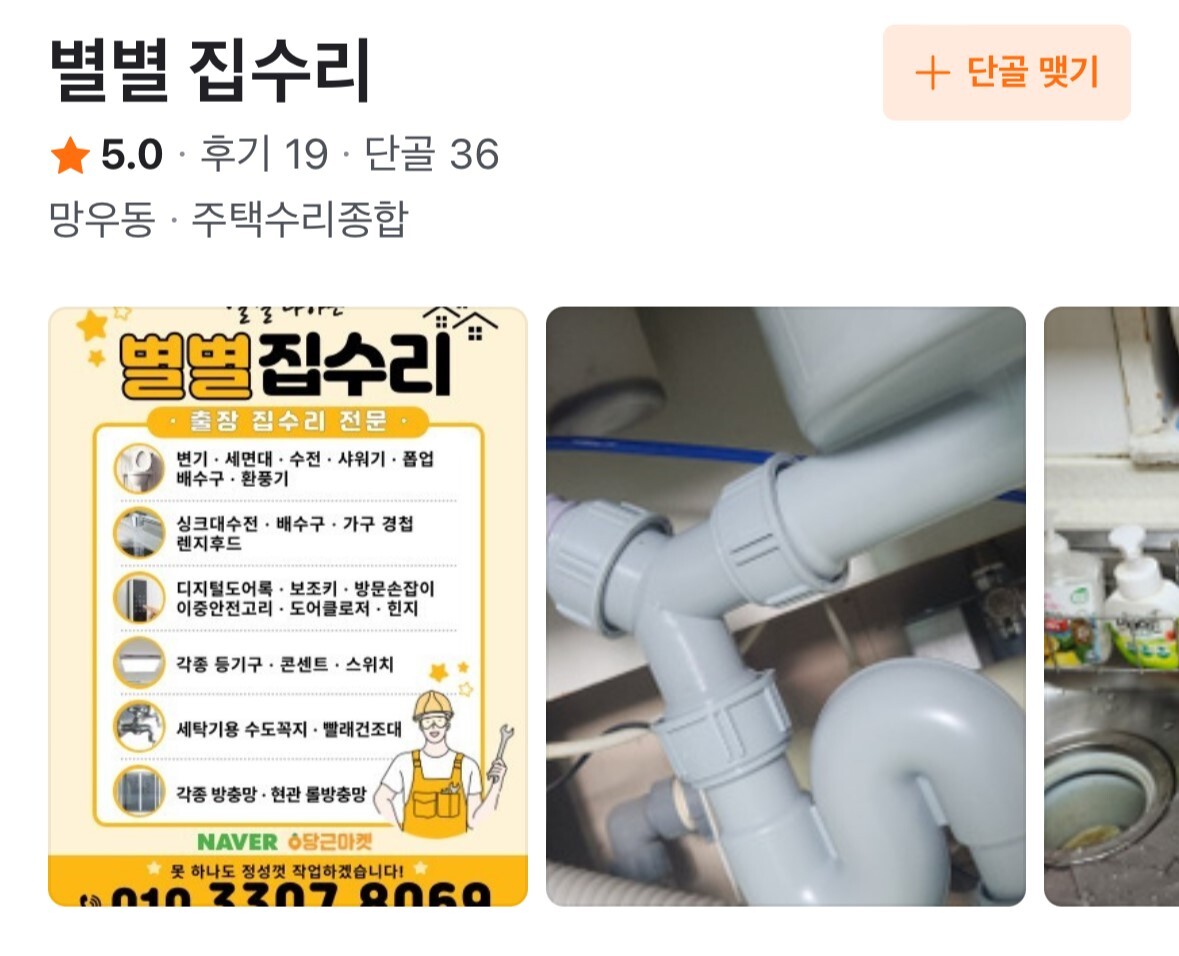 별별 집수리
+ 단골 맺기
★ 5.0 · 후기 19 · 단골 36
망우동 · 주택수리종합
별별집수리
· 출장 집수리 전문 ·
변기 · 세면대 · 수전 · 샤워기 · 폽업
배수구 · 환풍기
싱크대수전 · 배수구 · 가구 경첩
렌지후드
디지털도어록 · 보조키 · 방문손잡이
이중안전고리 · 도어클로저 · 힌지
각종 등기구 · 콘센트 · 스위치
세탁기용 수도꼭지 · 빨래건조대
각종 방충망 · 현관 롤방충망
NAVER 당근마켓
못 하나도 정성껏 작업하겠습니다!
010 3307 8069